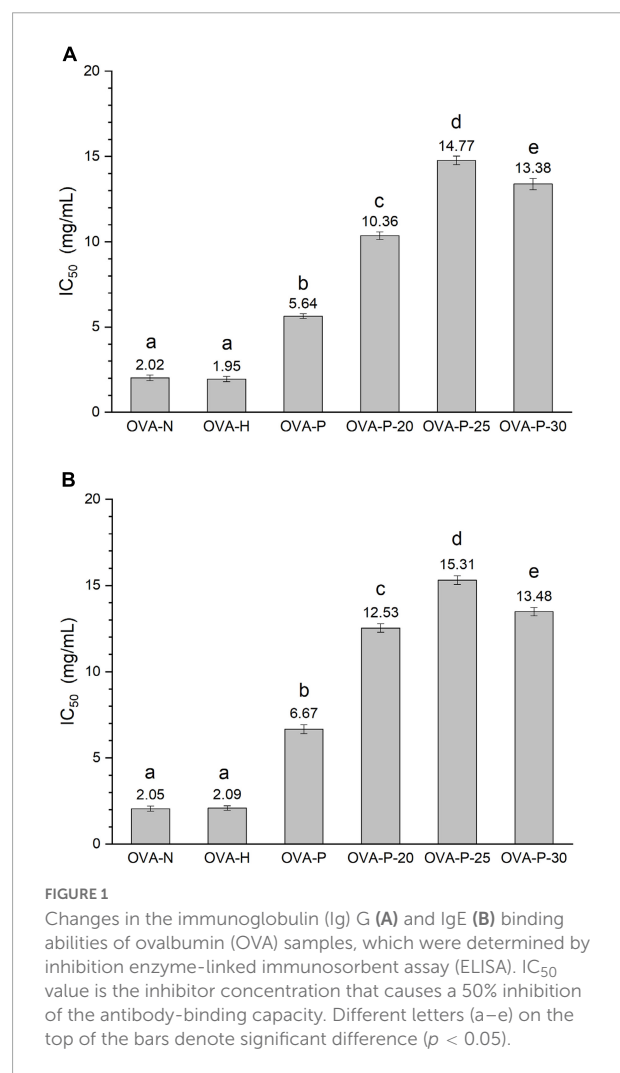 A
20
15
10
5
0
IC50 (mg/mL)
a
2.02
a
1.95
b
5.64
c
10.36
d
14.77
e
13.38
OVA-N OVA-H OVA-P OVA-P-20 OVA-P-25 OVA-P-30
B
20
15
10
5
0
IC50 (mg/mL)
a
2.05
a
2.09
b
6.67
c
12.53
d
15.31
e
13.48
OVA-N OVA-H OVA-P OVA-P-20 OVA-P-25 OVA-P-30
FIGURE 1
Changes in the immunoglobulin (Ig) G (A) and IgE (B) binding
abilities of ovalbumin (OVA) samples, which were determined by
inhibition enzyme-linked immunosorbent assay (ELISA). IC50
value is the inhibitor concentration that causes a 50% inhibition
of the antibody-binding capacity. Different letters (a–e) on the
top of the bars denote significant difference (p < 0.05).